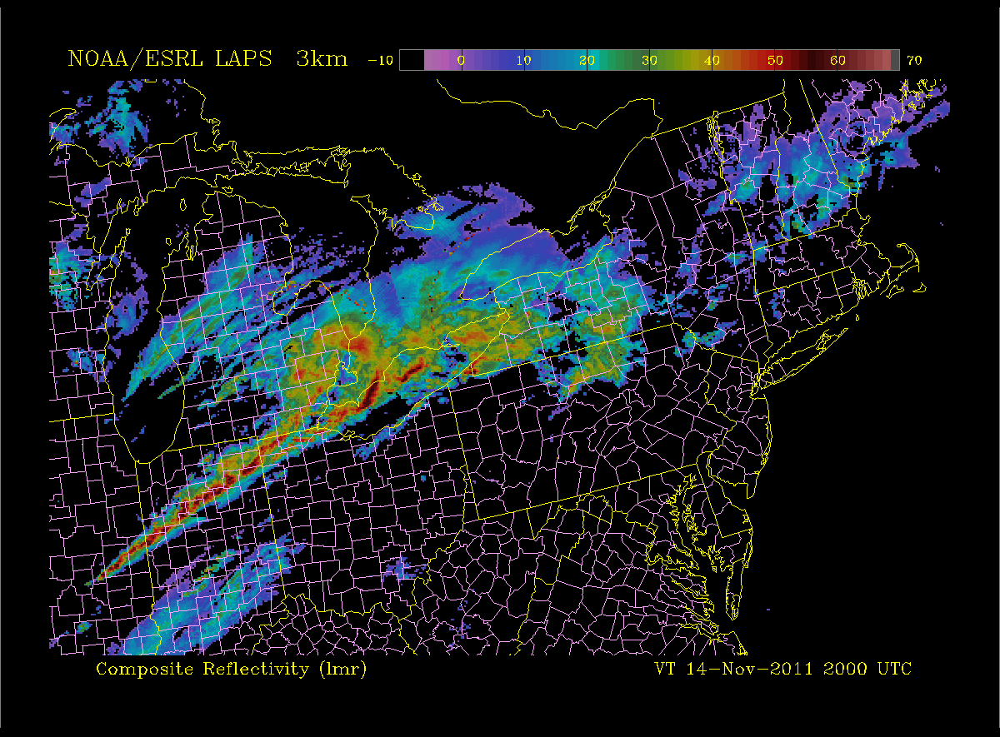 NOAA/ESRL LAPS 3km -10 0 10 20 30 40 50 60 70
Composite Reflectivity (lmr) VT 14-Nov-2011 2000 UTC